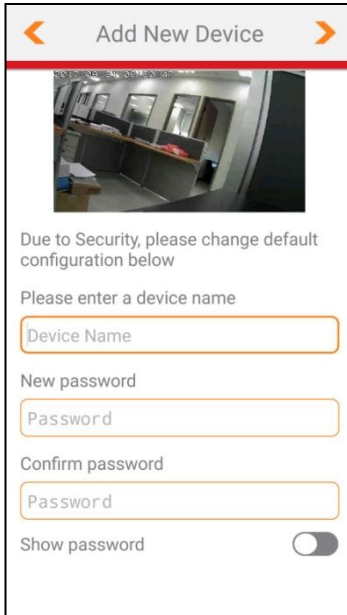 Add New Device
Due to Security, please change default
configuration below
Please enter a device name
Device Name
New password
Password
Confirm password
Password
Show password